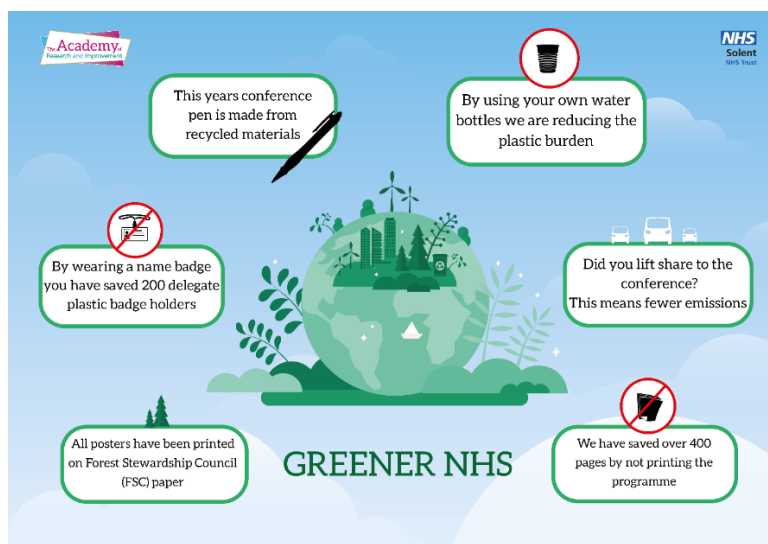 The Academy of
Research and Improvement
NHS
Solent
NHS Trust
This years conference
pen is made from
recycled materials
By using your own water
bottles we are reducing the
plastic burden
By wearing a name badge
you have saved 200 delegate
plastic badge holders
Did you lift share to the
conference?
This means fewer emissions
All posters have been printed
on Forest Stewardship Council
(FSC) paper
GREENER NHS
We have saved over 400
pages by not printing the
programme